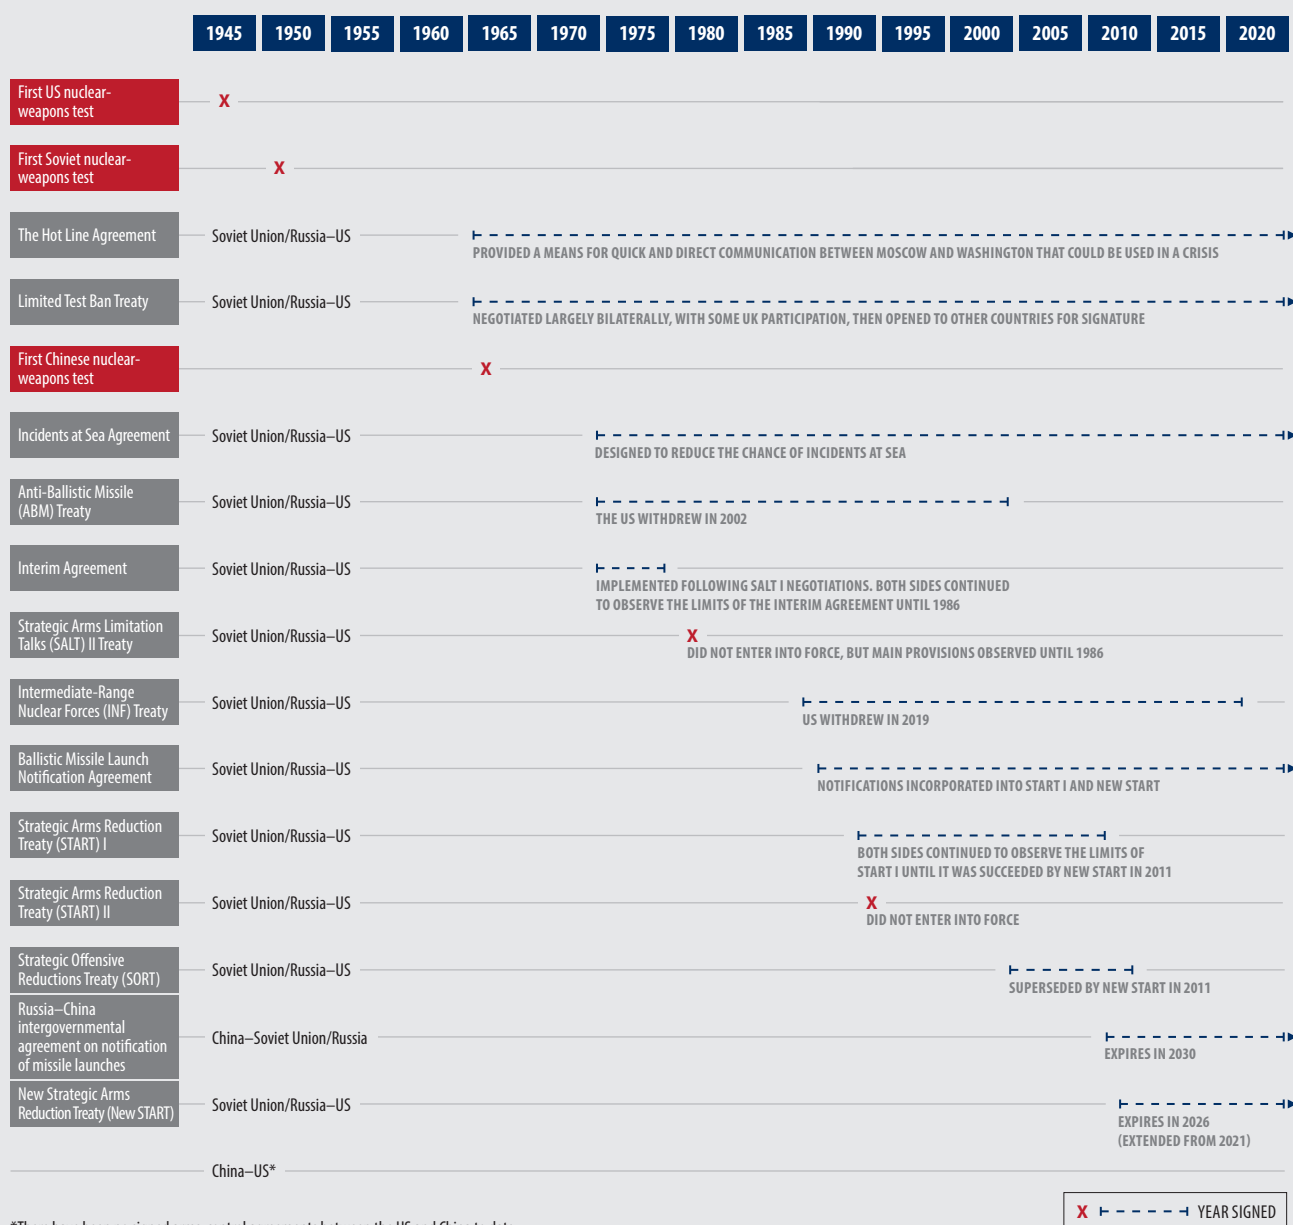 1945 1950 1955 1960 1965 1970 1975 1980 1985 1990 1995 2000 2005 2010 2015 2020
First US nuclear-
weapons test
X
First Soviet nuclear-
weapons test
X
The Hot Line Agreement
Soviet Union/Russia–US
PROVIDED A MEANS FOR QUICK AND DIRECT COMMUNICATION BETWEEN MOSCOW AND WASHINGTON THAT COULD BE USED IN A CRISIS
Limited Test Ban Treaty
Soviet Union/Russia–US
NEGOTIATED LARGELY BILATERALLY, WITH SOME UK PARTICIPATION, THEN OPENED TO OTHER COUNTRIES FOR SIGNATURE
First Chinese nuclear-
weapons test
X
Incidents at Sea Agreement
Soviet Union/Russia–US
DESIGNED TO REDUCE THE CHANCE OF INCIDENTS AT SEA
Anti-Ballistic Missile
(ABM) Treaty
Soviet Union/Russia–US
THE US WITHDREW IN 2002
Interim Agreement
Soviet Union/Russia–US
IMPLEMENTED FOLLOWING SALT I NEGOTIATIONS. BOTH SIDES CONTINUED
TO OBSERVE THE LIMITS OF THE INTERIM AGREEMENT UNTIL 1986
Strategic Arms Limitation
Talks (SALT) II Treaty
Soviet Union/Russia–US
X
DID NOT ENTER INTO FORCE, BUT MAIN PROVISIONS OBSERVED UNTIL 1986
Intermediate-Range
Nuclear Forces (INF) Treaty
Soviet Union/Russia–US
US WITHDREW IN 2019
Ballistic Missile Launch
Notification Agreement
Soviet Union/Russia–US
NOTIFICATIONS INCORPORATED INTO START I AND NEW START
Strategic Arms Reduction
Treaty (START) I
Soviet Union/Russia–US
BOTH SIDES CONTINUED TO OBSERVE THE LIMITS OF
START I UNTIL IT WAS SUCCEEDED BY NEW START IN 2011
Strategic Arms Reduction
Treaty (START) II
Soviet Union/Russia–US
X
DID NOT ENTER INTO FORCE
Strategic Offensive
Reductions Treaty (SORT)
Soviet Union/Russia–US
SUPERSEDED BY NEW START IN 2011
Russia–China
intergovernmental
agreement on notification
of missile launches
China–Soviet Union/Russia
EXPIRES IN 2030
New Strategic Arms
Reduction Treaty (New START)
Soviet Union/Russia–US
EXPIRES IN 2026
(EXTENDED FROM 2021)
China–US*
X YEAR SIGNED